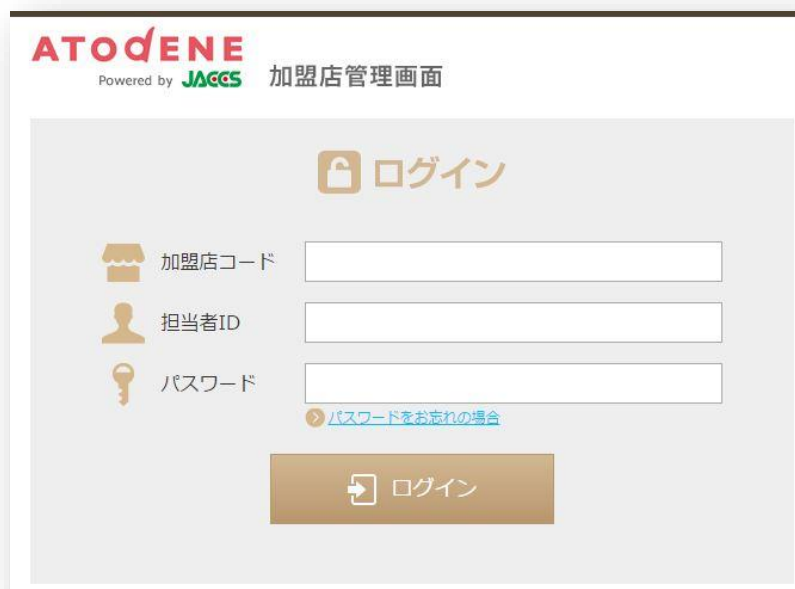 ATODENE
Powered by JACCS 加盟店管理画面
ログイン
加盟店コード
担当者ID
パスワード
パスワードをお忘れの場合
ログイン